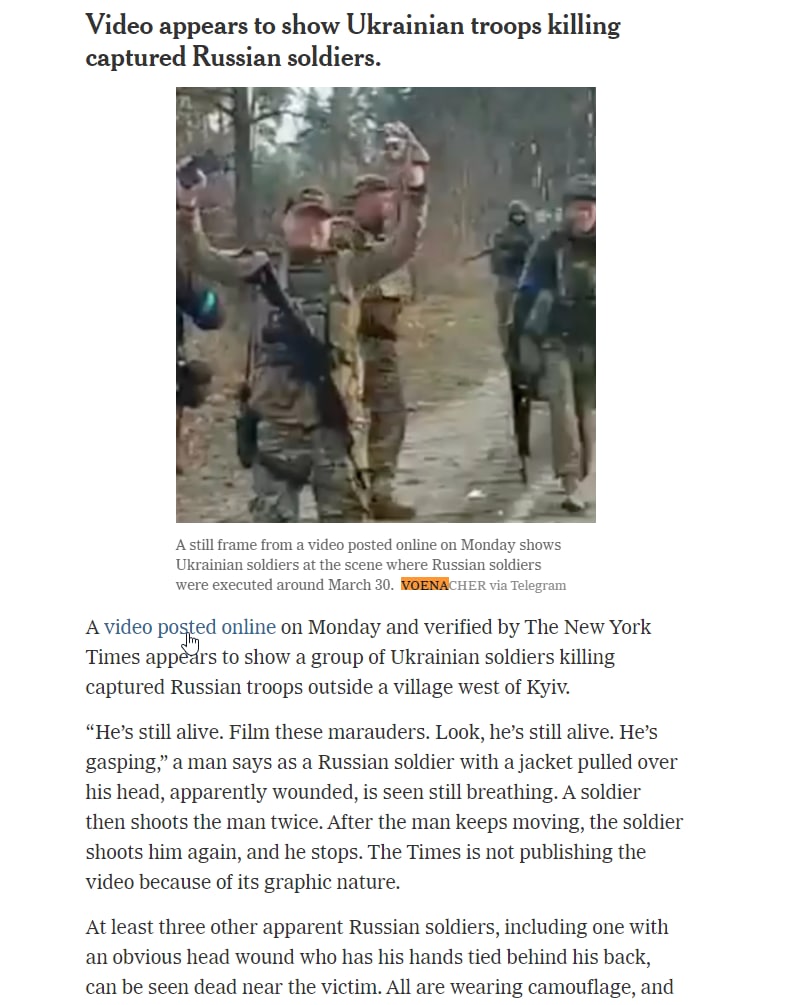 Video appears to show Ukrainian troops killing
captured Russian soldiers.
A still frame from a video posted online on Monday shows
Ukrainian soldiers at the scene where Russian soldiers
were executed around March 30. VOENACHER via Telegram
A video posted online on Monday and verified by The New York
Times appears to show a group of Ukrainian soldiers killing
captured Russian troops outside a village west of Kyiv.
“He’s still alive. Film these marauders. Look, he’s still alive. He’s
gasping,” a man says as a Russian soldier with a jacket pulled over
his head, apparently wounded, is seen still breathing. A soldier
then shoots the man twice. After the man keeps moving, the soldier
shoots him again, and he stops. The Times is not publishing the
video because of its graphic nature.
At least three other apparent Russian soldiers, including one with
an obvious head wound who has his hands tied behind his back,
can be seen dead near the victim. All are wearing camouflage, and